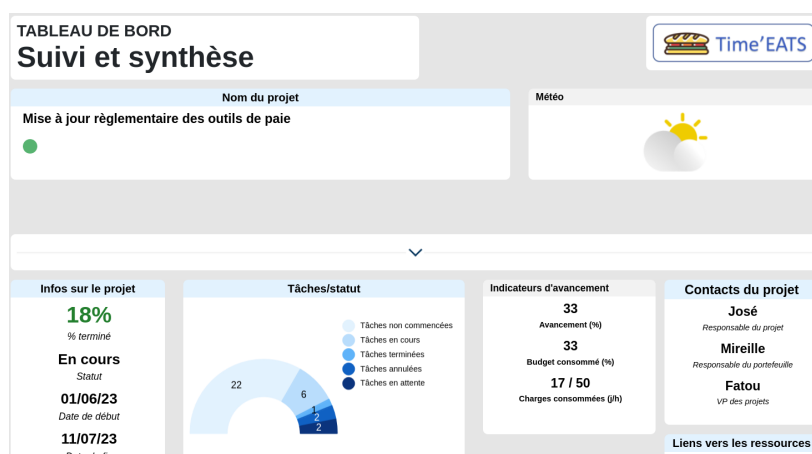 TABLEAU DE BORD
Suivi et synthèse
Time'EATS
Nom du projet
Mise à jour règlementaire des outils de paie
Météo
Infos sur le projet
18%
% terminé
En cours
Statut
01/06/23
Date de début
11/07/23
Tâches/statut
Tâches non commencées
Tâches en cours
Tâches terminées
Tâches annulées
Tâches en attente
22
6
1
2
2
Indicateurs d'avancement
33
Avancement (%)
33
Budget consommé (%)
17 / 50
Charges consommées (j/h)
Contacts du projet
José
Responsable du projet
Mireille
Responsable du portefeuille
Fatou
VP des projets
Liens vers les ressources